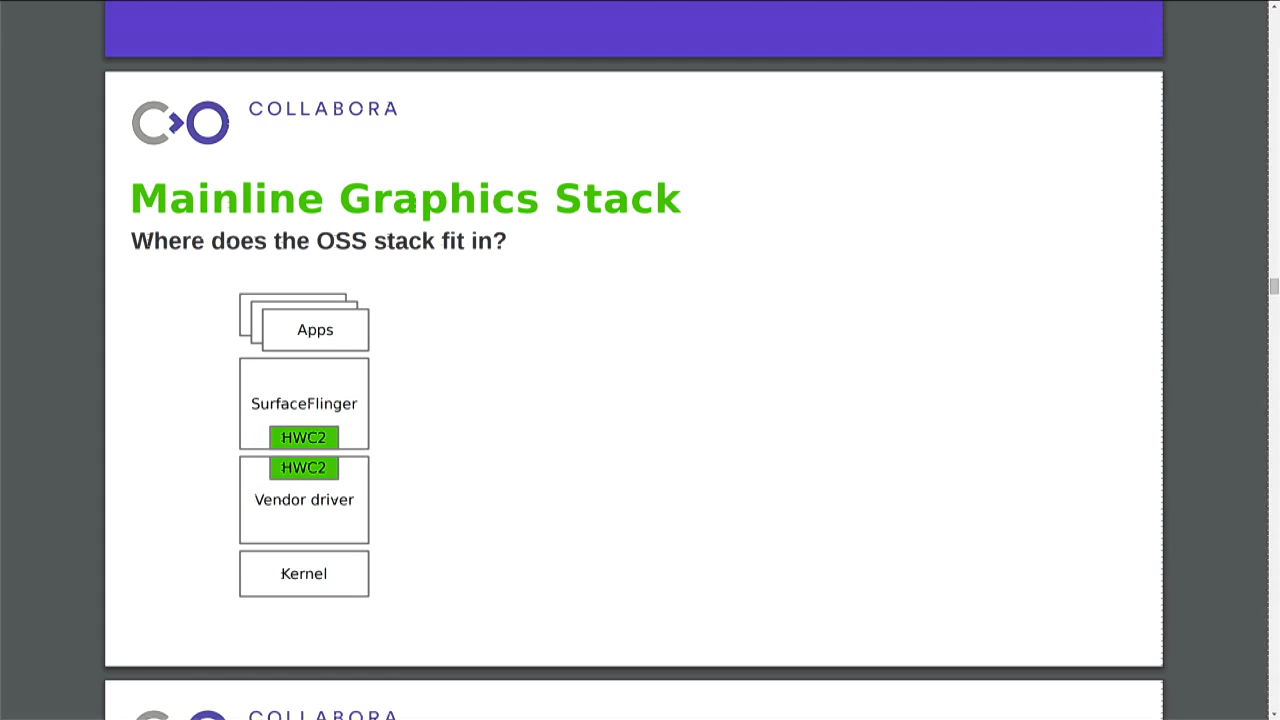 COLLABORA
Mainline Graphics Stack
Where does the OSS stack fit in?
Apps
SurfaceFlinger
HWC2
HWC2
Vendor driver
Kernel
COLLABORA